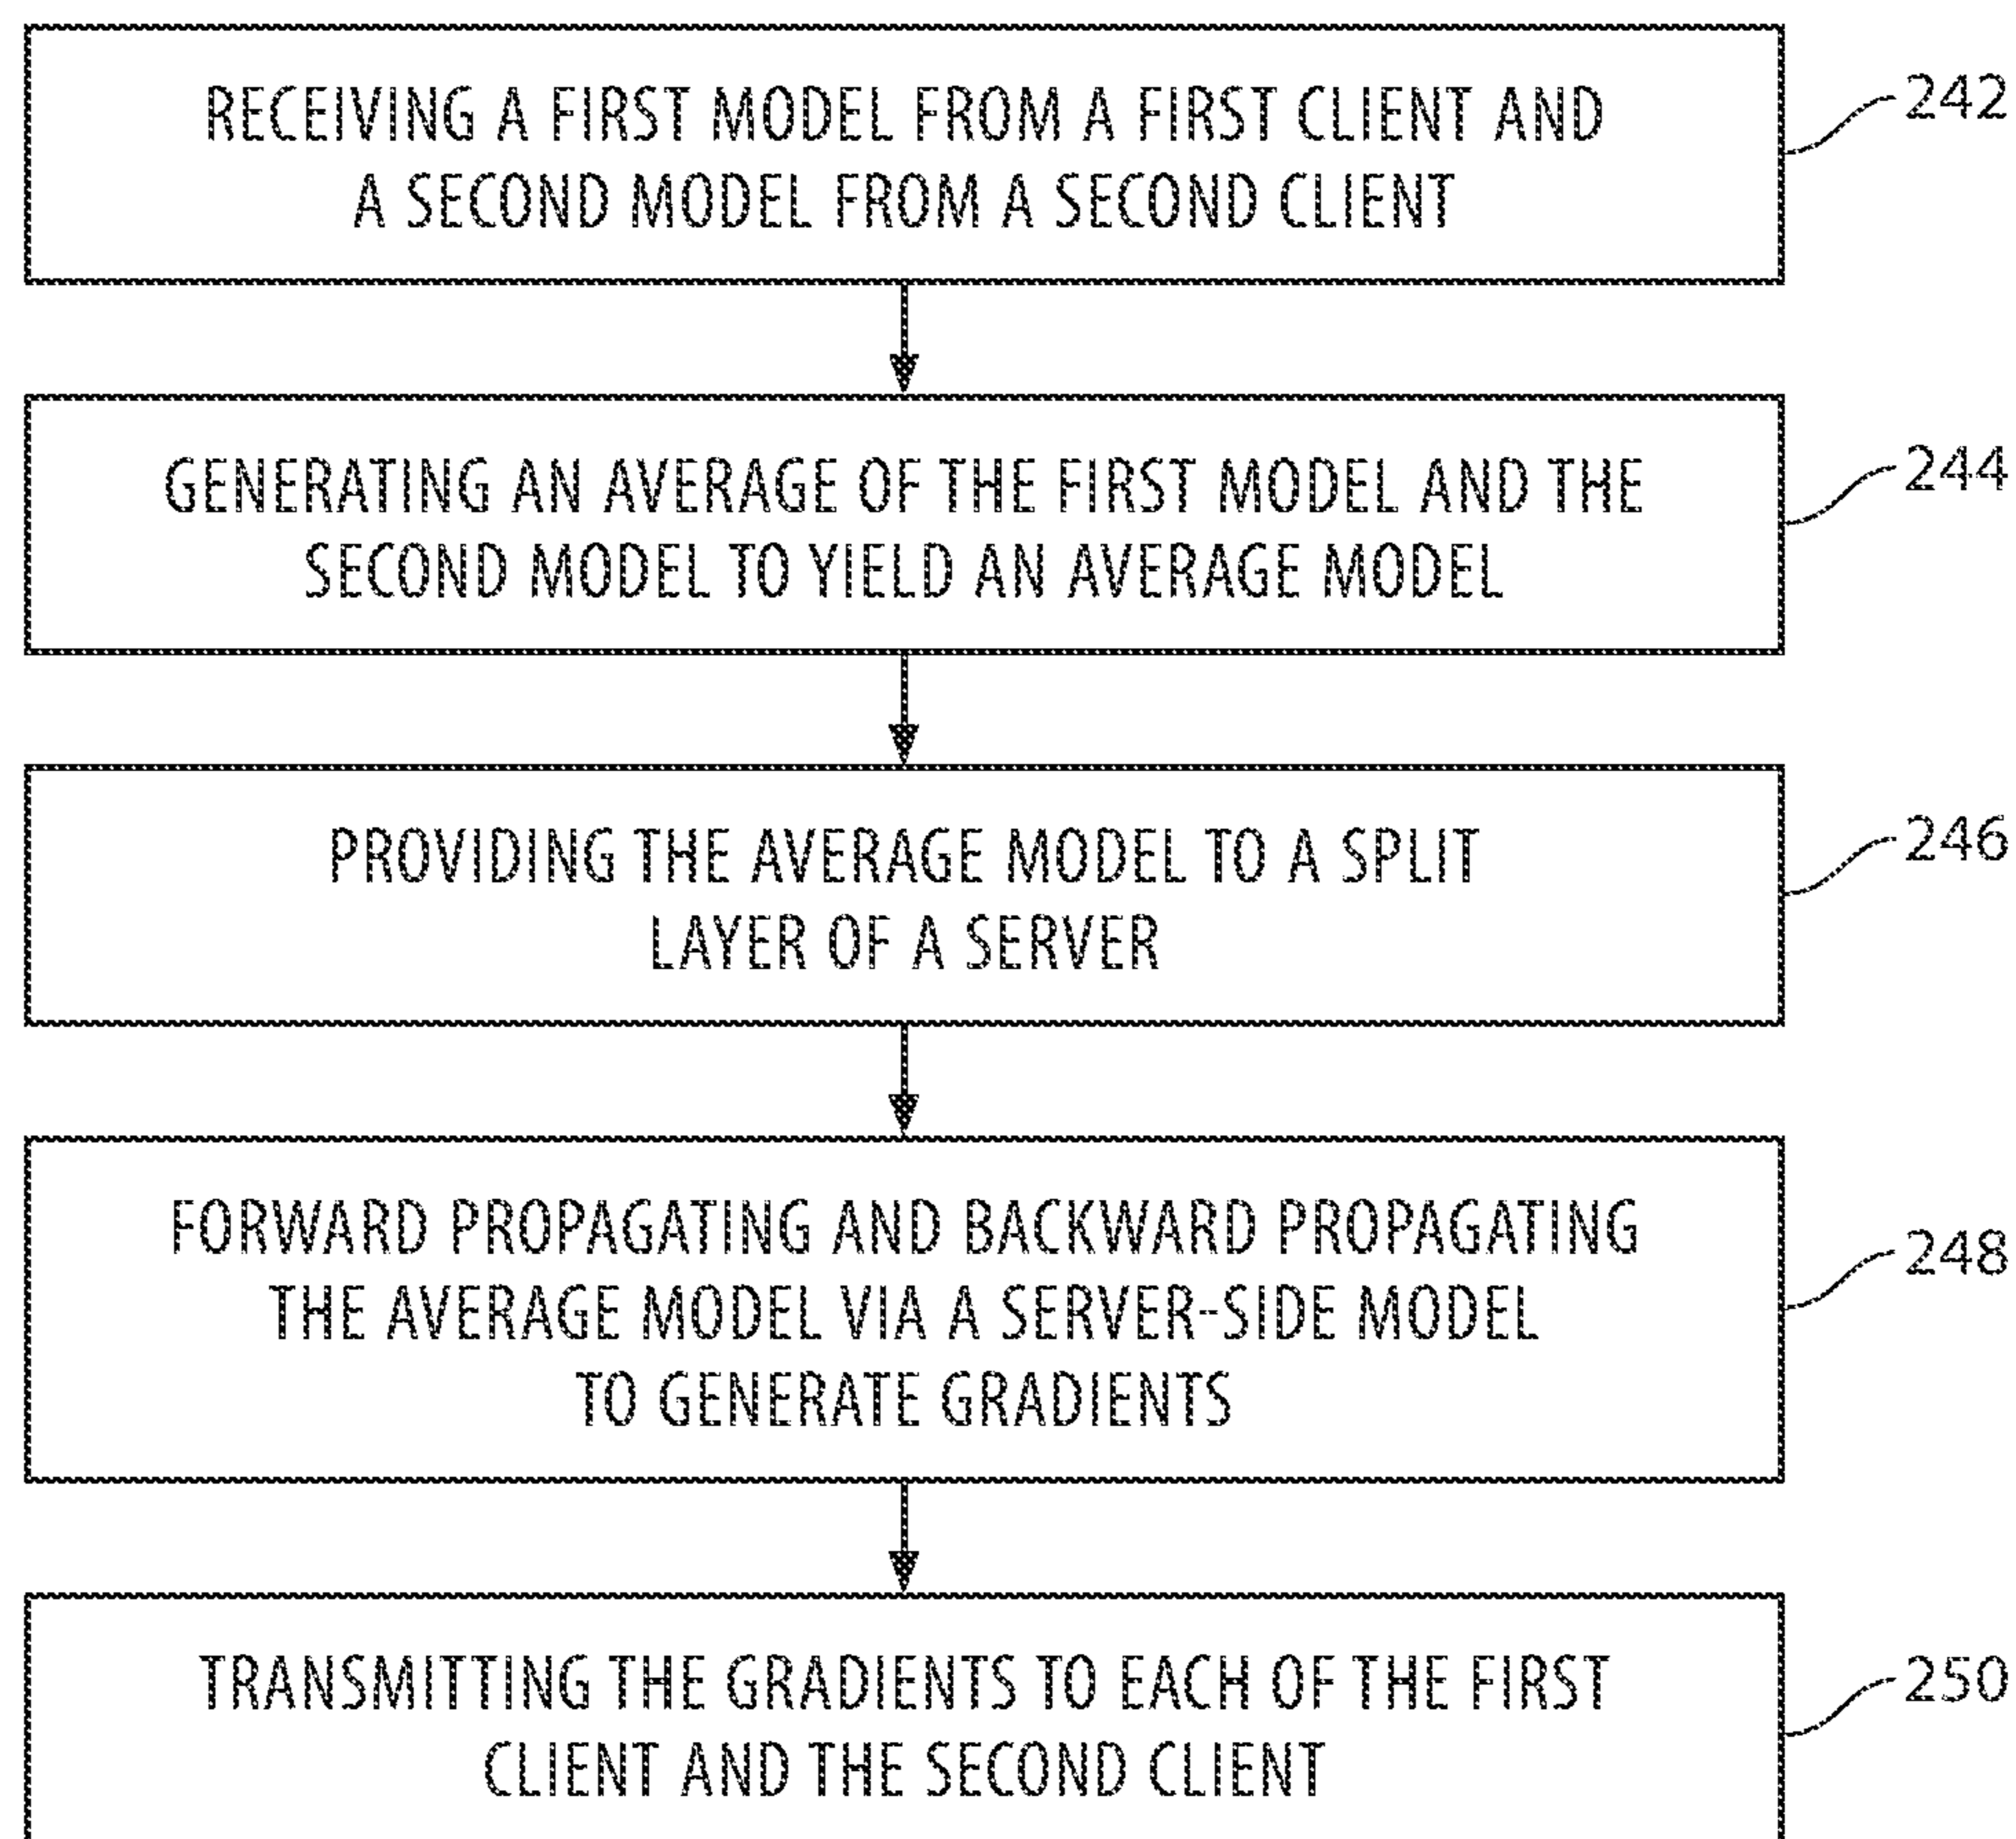 RECEIVING A FIRST MODEL FROM A FIRST CLIENT AND
A SECOND MODEL FROM A SECOND CLIENT
242
GENERATING AN AVERAGE OF THE FIRST MODEL AND THE
SECOND MODEL TO YIELD AN AVERAGE MODEL
244
PROVIDING THE AVERAGE MODEL TO A SPLIT
LAYER OF A SERVER
246
FORWARD PROPAGATING AND BACKWARD PROPAGATING
THE AVERAGE MODEL VIA A SERVER-SIDE MODEL
TO GENERATE GRADIENTS
248
TRANSMITTING THE GRADIENTS TO EACH OF THE FIRST
CLIENT AND THE SECOND CLIENT
250